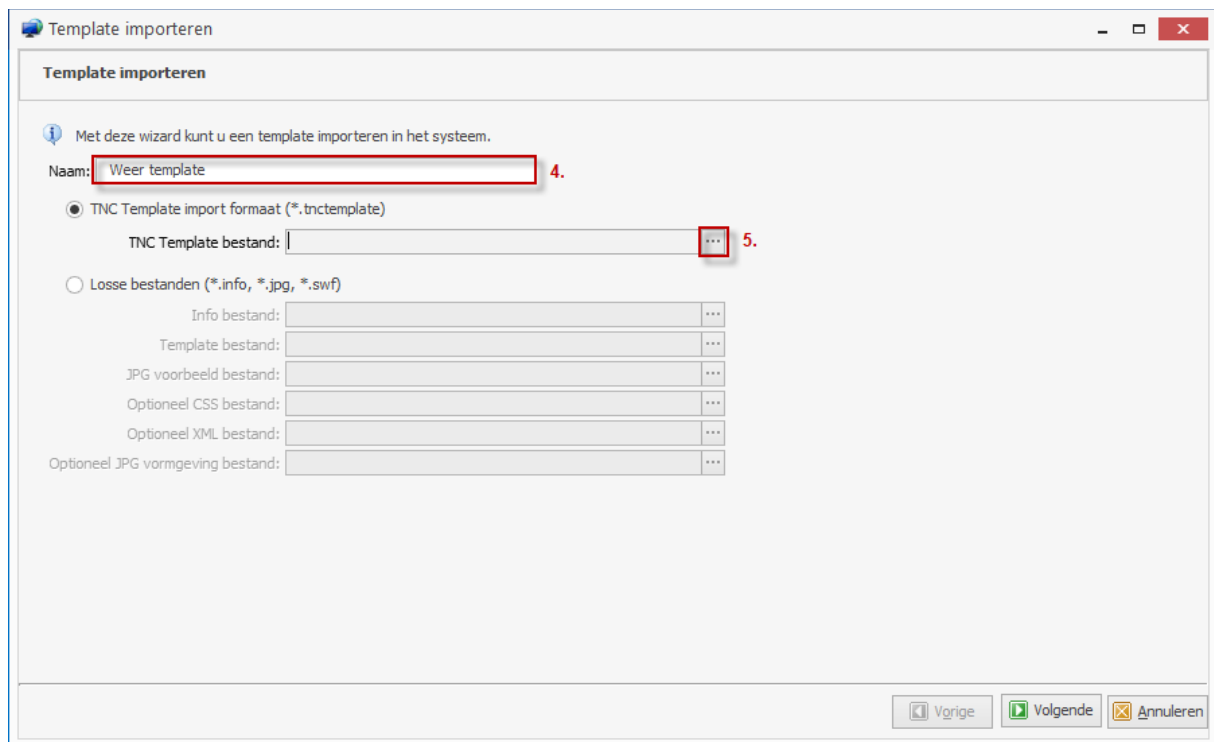 Template importeren
Template importeren
Met deze wizard kunt u een template importeren in het systeem.
Naam: Weer template 4.
TNC Template import formaat (*.tnctemplate)
TNC Template bestand: ... 5.
Losse bestanden (*.info, *.jpg, *.swf)
Info bestand: ...
Template bestand: ...
JPG voorbeeld bestand: ...
Optioneel CSS bestand: ...
Optioneel XML bestand: ...
Optioneel JPG vormgeving bestand: ...
Vorige Volgende Annuleren